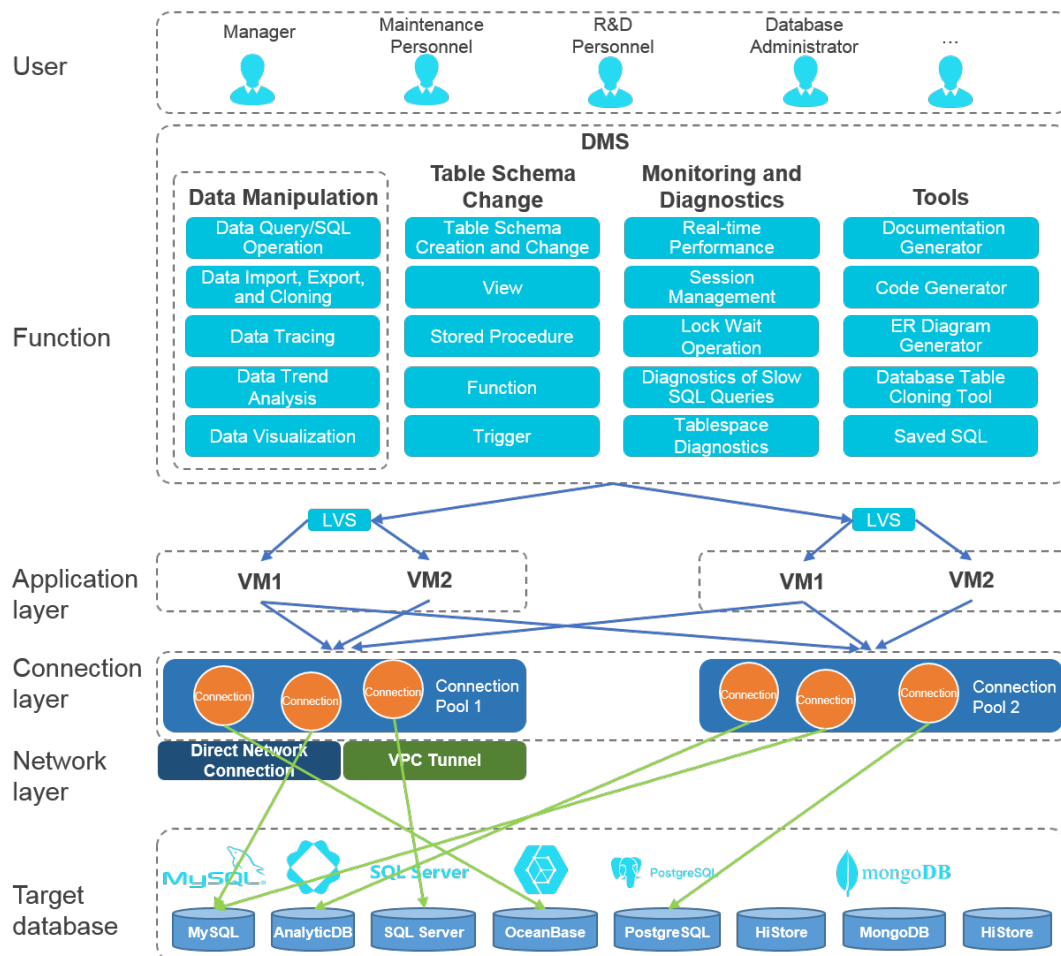 User
Manager
Maintenance
Personnel
R&D
Personnel
Database
Administrator
...
Function
DMS
Data Manipulation
Data Query/SQL
Operation
Data Import, Export,
and Cloning
Data Tracing
Data Trend
Analysis
Data Visualization
Table Schema
Change
Table Schema
Creation and Change
View
Stored Procedure
Function
Trigger
Monitoring and
Diagnostics
Real-time
Performance
Session
Management
Lock Wait
Operation
Diagnostics of Slow
SQL Queries
Tablespace
Diagnostics
Tools
Documentation
Generator
Code Generator
ER Diagram
Generator
Database Table
Cloning Tool
Saved SQL
LVS
LVS
Application
layer
VM1
VM2
VM1
VM2
Connection
layer
Connection
Connection
Connection
Connection
Pool 1
Connection
Connection
Connection
Connection
Pool 2
Network
layer
Direct Network
Connection
VPC Tunnel
Target
database
MySQL
SQL Server
PostgreSQL
mongoDB
MySQL
AnalyticDB
SQL Server
OceanBase
PostgreSQL
HiStore
MongoDB
HiStore